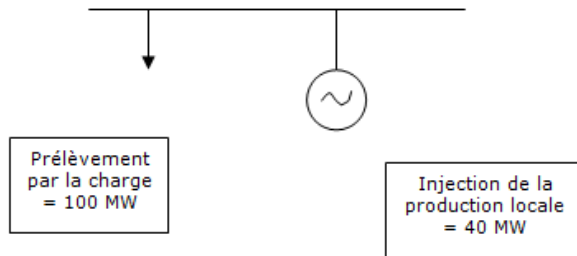 Prélèvement
par la charge
= 100 MW
Injection de la
production locale
= 40 MW